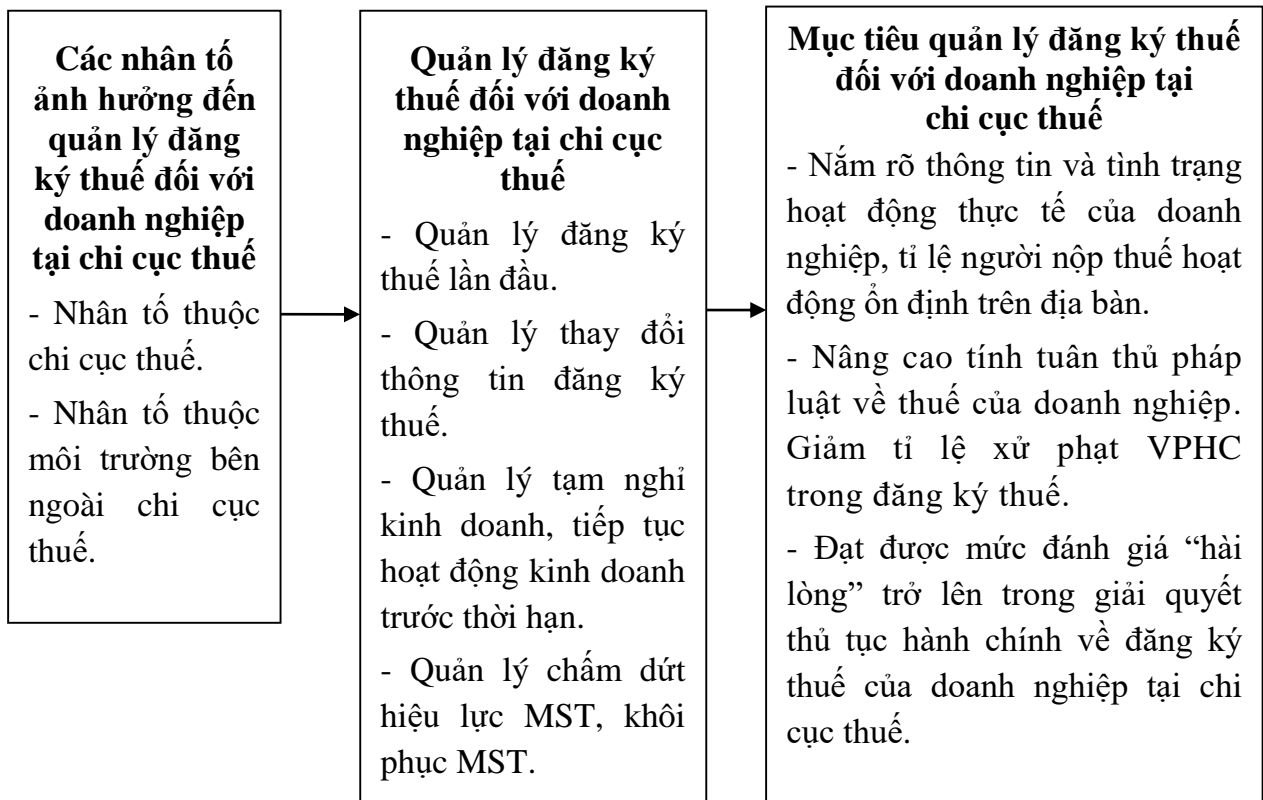 Các nhân tố
ảnh hưởng đến
quản lý đăng
ký thuế đối với
doanh nghiệp
tại chi cục thuế
- Nhân tố thuộc
chi cục thuế.
- Nhân tố thuộc
môi trường bên
ngoài chi cục
thuế.
Quản lý đăng ký
thuế đối với doanh
nghiệp tại chi cục
thuế
- Quản lý đăng ký
thuế lần đầu.
- Quản lý thay đổi
thông tin đăng ký
thuế.
- Quản lý tạm nghỉ
kinh doanh, tiếp tục
hoạt động kinh doanh
trước thời hạn.
- Quản lý chấm dứt
hiệu lực MST, khôi
phục MST.
Mục tiêu quản lý đăng ký thuế
đối với doanh nghiệp tại
chi cục thuế
- Nắm rõ thông tin và tình trạng
hoạt động thực tế của doanh
nghiệp, tỉ lệ người nộp thuế hoạt
động ổn định trên địa bàn.
- Nâng cao tính tuân thủ pháp
luật về thuế của doanh nghiệp.
Giảm tỉ lệ xử phạt VPHC
trong đăng ký thuế.
- Đạt được mức đánh giá “hài
lòng” trở lên trong giải quyết
thủ tục hành chính về đăng ký
thuế của doanh nghiệp tại chi
cục thuế.